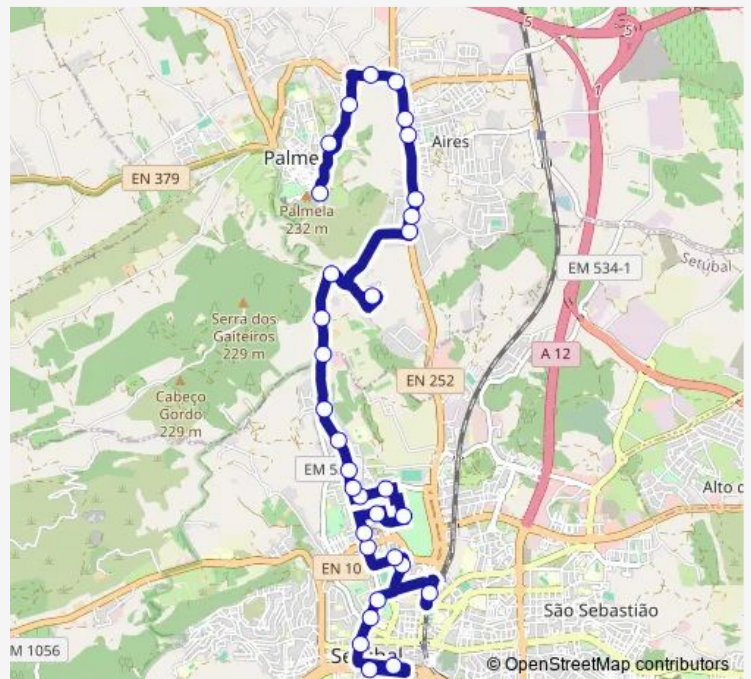 5
5
1
Aires
Palme
EN 379
Palmela
232 m
EM 534-1
Setúbal
Serra dos
Gaiteiros
229 m
A 12
EN 252
Cabeço
Gordo
229 m
EM 5
Alto d
EN 10
São Sebastião
M 1056
© OpenStreetMap contributors